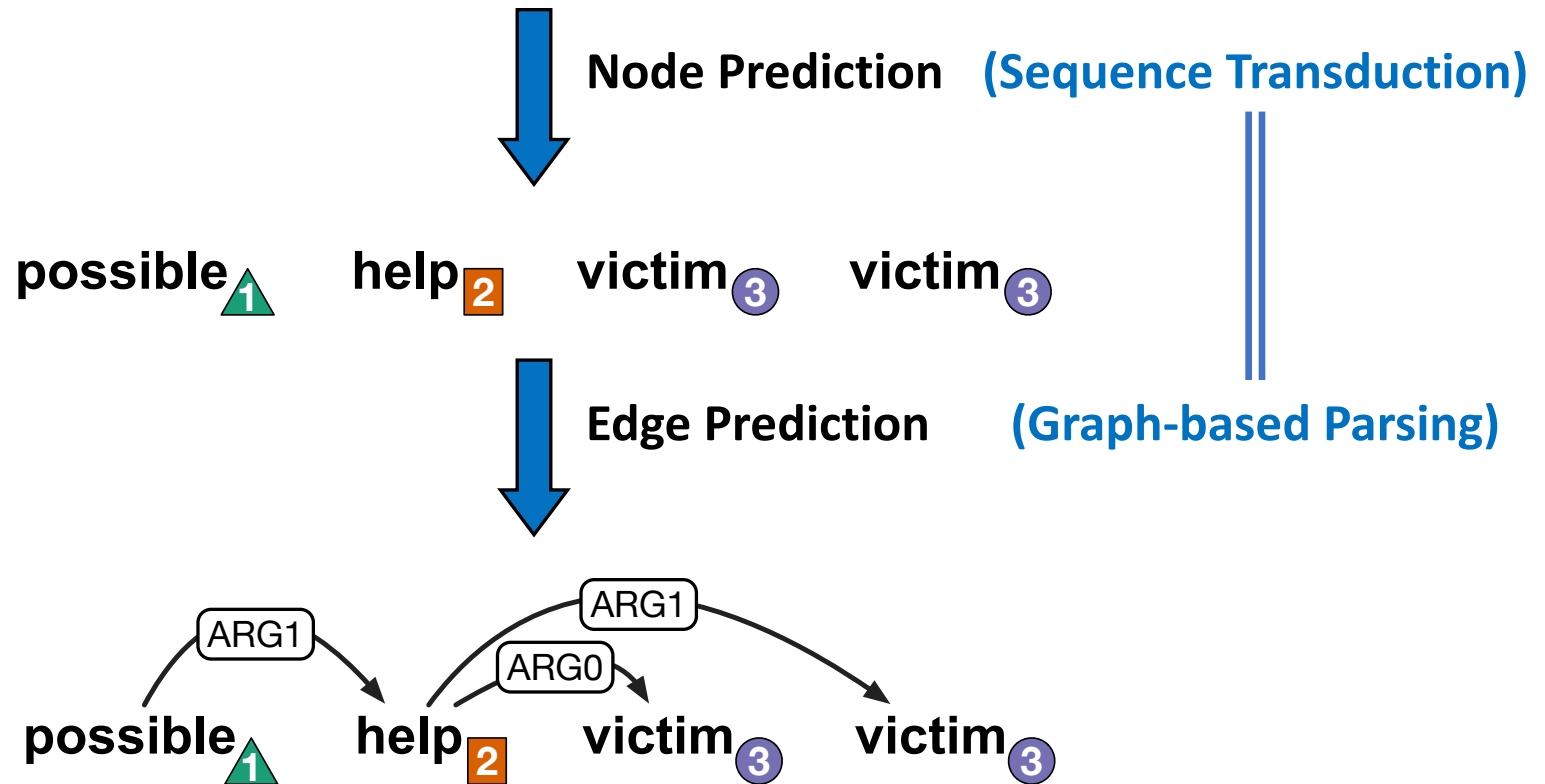 Node Prediction (Sequence Transduction)
possible 1 help 2 victim 3 victim 3
Edge Prediction (Graph-based Parsing)
ARG1
ARG1
ARG0
possible 1 help 2 victim 3 victim 3